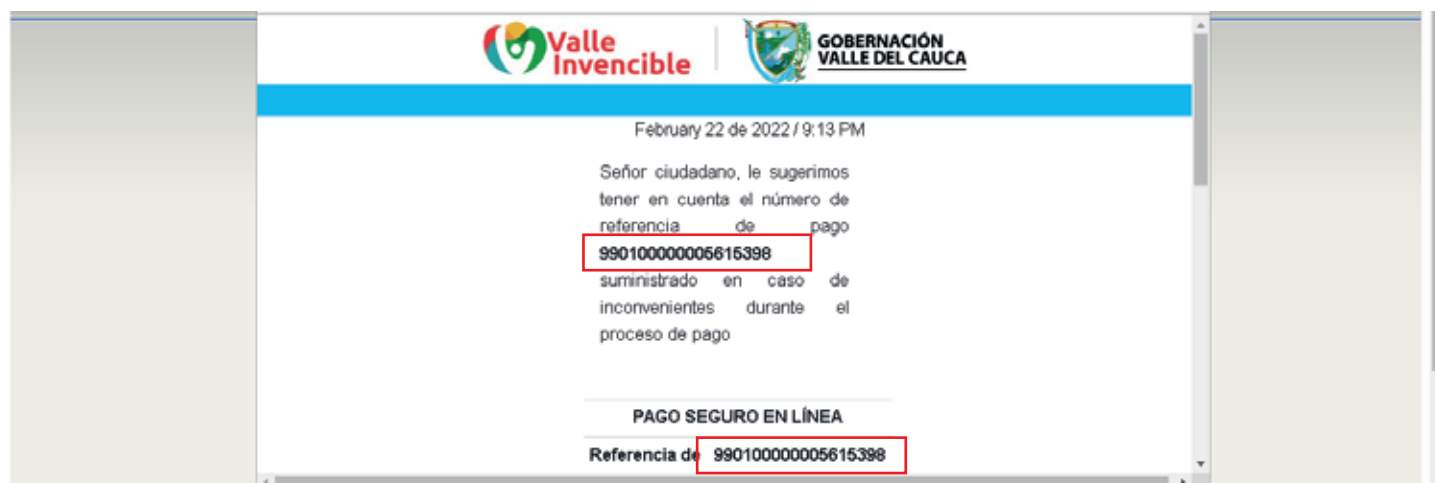 Valle
Invencible
GOBERNACIÓN
VALLE DEL CAUCA
February 22 de 2022 / 9:13 PM
Señor ciudadano, le sugerimos
tener en cuenta el número de
referencia de pago
990100000005615398
suministrado en caso de
inconvenientes durante el
proceso de pago
PAGO SEGURO EN LÍNEA
Referencia de 990100000005615398